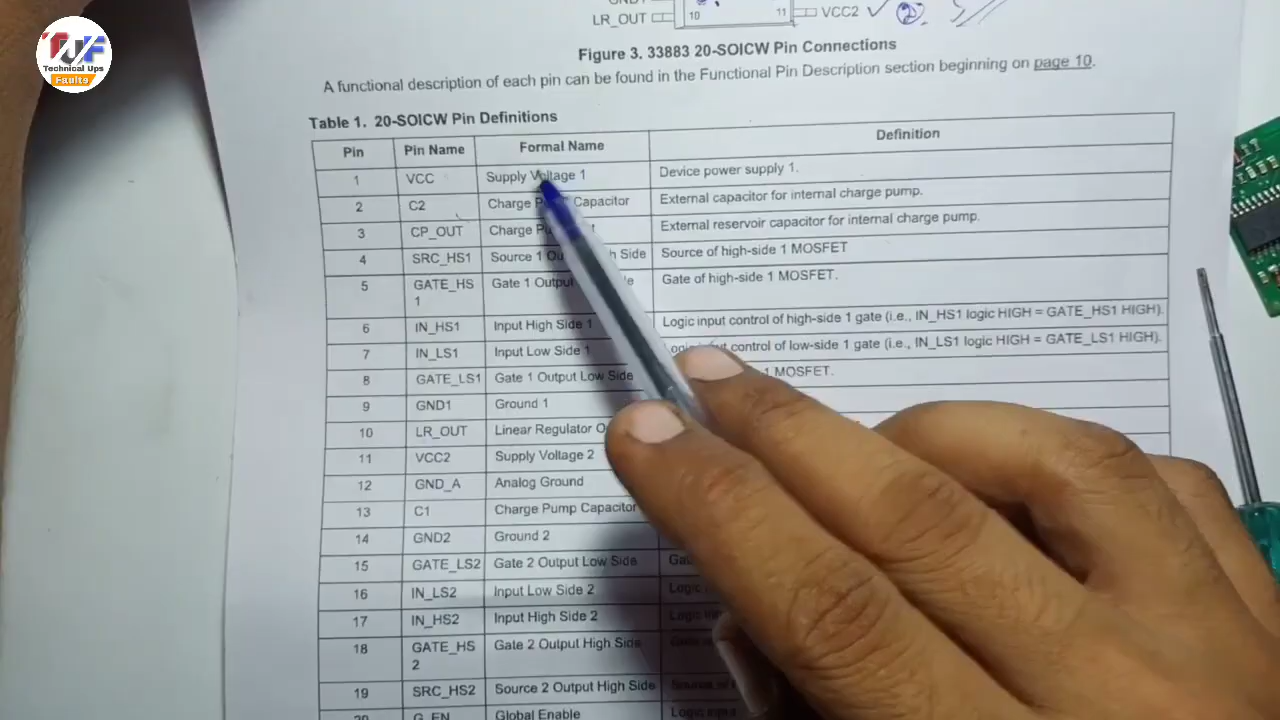 TUF
Technical Ups
Faults
LR_OUT 10 11 VCC2
Figure 3. 33883 20-SOICW Pin Connections
A functional description of each pin can be found in the Functional Pin Description section beginning on page 10.
Table 1. 20-SOICW Pin Definitions
Pin Pin Name Formal Name Definition
1 VCC Supply Voltage 1 Device power supply 1.
2 C2 Charge Capacitor External capacitor for internal charge pump.
3 CP_OUT Charge External reservoir capacitor for internal charge pump.
4 SRC_HS1 Source 1 Side Source of high-side 1 MOSFET
5 GATE_HS Gate 1 Output Gate of high-side 1 MOSFET.
1
6 IN_HS1 Input High Side 1 Logic input control of high-side 1 gate (i.e., IN_HS1 logic HIGH = GATE_HS1 HIGH).
7 IN_LS1 Input Low Side 1 control of low-side 1 gate (i.e., IN_LS1 logic HIGH = GATE_LS1 HIGH).
8 GATE_LS1 Gate 1 Output Low Side 1 MOSFET.
9 GND1 Ground 1
10 LR_OUT Linear Regulator
11 VCC2 Supply Voltage 2
12 GND_A Analog Ground
13 C1 Charge Pump Capacitor
14 GND2 Ground 2
15 GATE_LS2 Gate 2 Output Low Side
16 IN_LS2 Input Low Side 2 Logic
17 IN_HS2 Input High Side 2 Logic
18 GATE_HS Gate 2 Output High Side
2
19 SRC_HS2 Source 2 Output High Side
20 G_EN Global Enable Logic